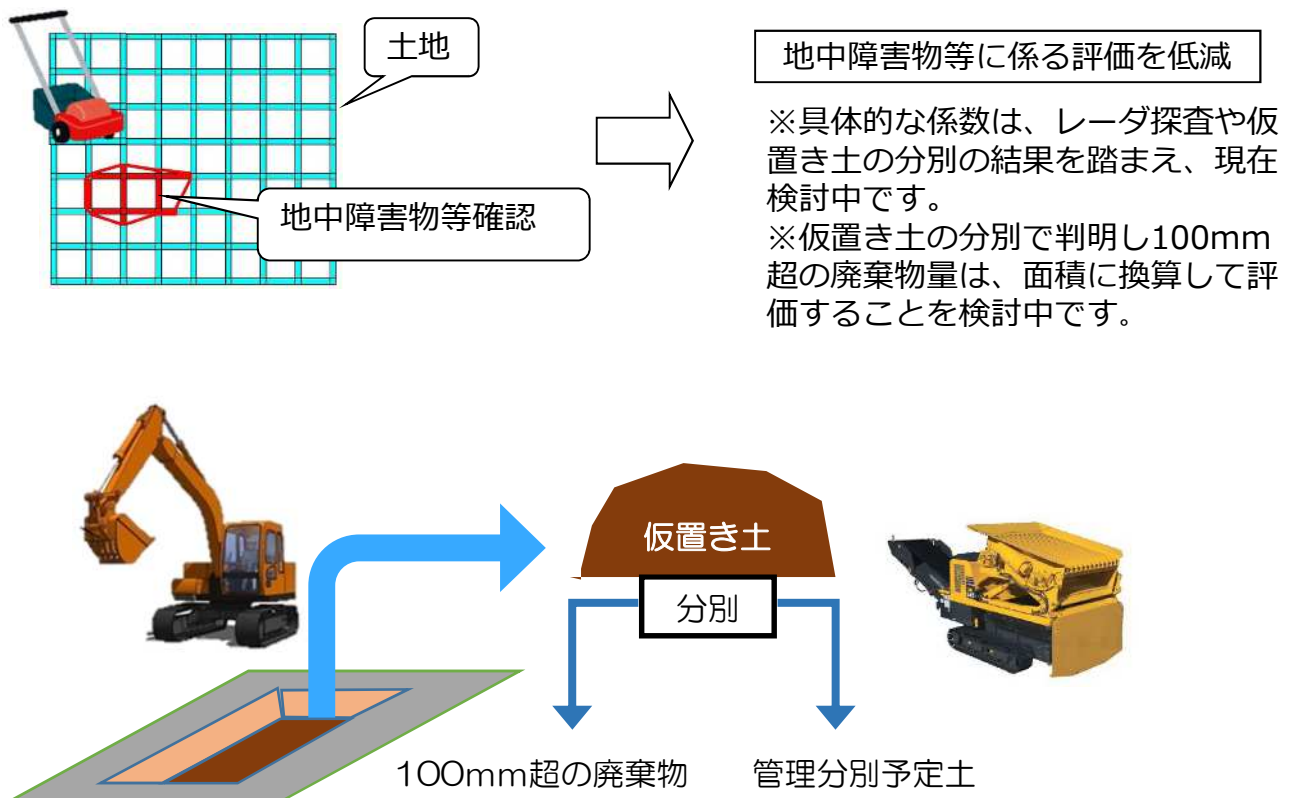 土地
地中障害物等確認
地中障害物等に係る評価を低減
※具体的な係数は、レーダ探査や仮
置き土の分別の結果を踏まえ、現在
検討中です。
※仮置き土の分別で判明し100mm
超の廃棄物量は、面積に換算して評
価することを検討中です.
仮置き土
分別
100mm超の廃棄物
管理分別予定土